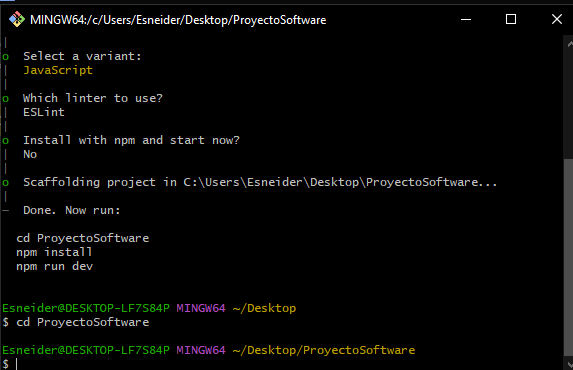 MINGW64:/c/Users/Esneider/Desktop/ProyectoSoftware
|
o  Select a variant:
|  JavaScript
|
o  Which linter to use?
|  ESLint
|
o  Install with npm and start now?
|  No
|
o  Scaffolding project in C:\Users\Esneider\Desktop\ProyectoSoftware...
|
—  Done. Now run:
cd ProyectoSoftware
npm install
npm run dev
Esneider@DESKTOP-LF7S84P MINGW64 ~/Desktop
$ cd ProyectoSoftware
Esneider@DESKTOP-LF7S84P MINGW64 ~/Desktop/ProyectoSoftware
$